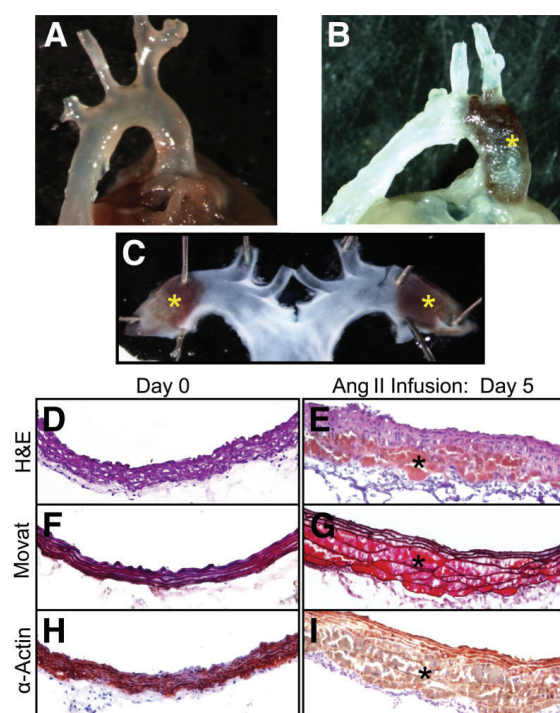 A
B
*
C
*
*
Day 0
Ang II Infusion: Day 5
H&E
D
E
*
Movat
F
G
*
α-Actin
H
I
*